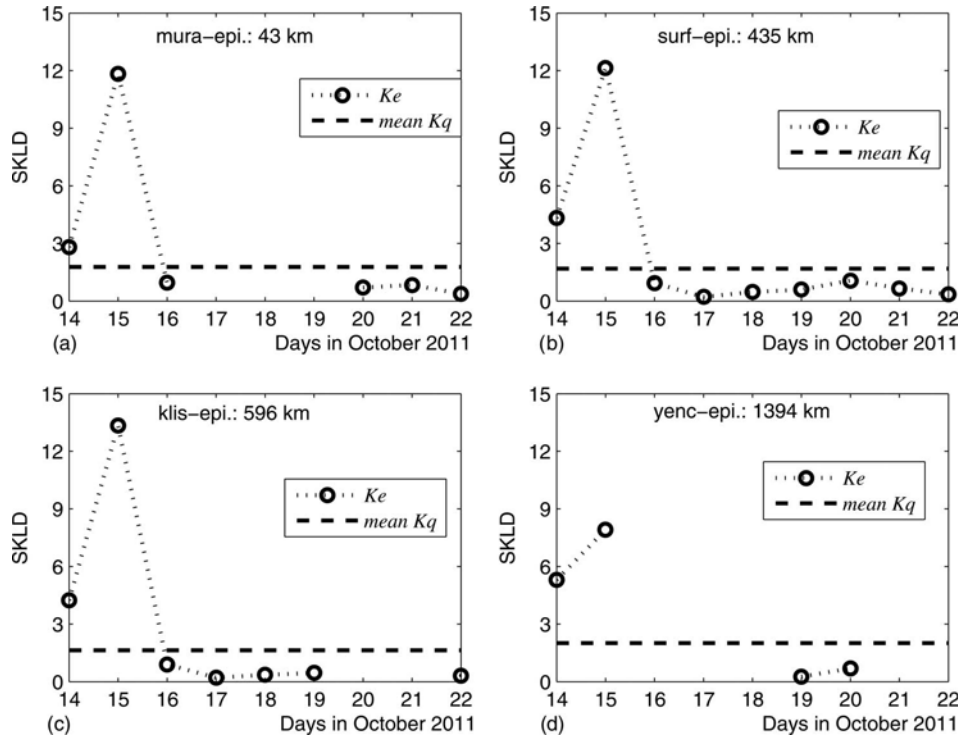 15
mura–epi.: 43 km
12
Ke
mean Kq
9
SKLD
6
3
0
14 15 16 17 18 19 20 21 22
(a) Days in October 2011
15
surf–epi.: 435 km
12
Ke
mean Kq
9
SKLD
6
3
0
14 15 16 17 18 19 20 21 22
(b) Days in October 2011
15
klis–epi.: 596 km
12
Ke
mean Kq
9
SKLD
6
3
0
14 15 16 17 18 19 20 21 22
(c) Days in October 2011
15
yenc–epi.: 1394 km
12
Ke
mean Kq
9
SKLD
6
3
0
14 15 16 17 18 19 20 21 22
(d) Days in October 2011